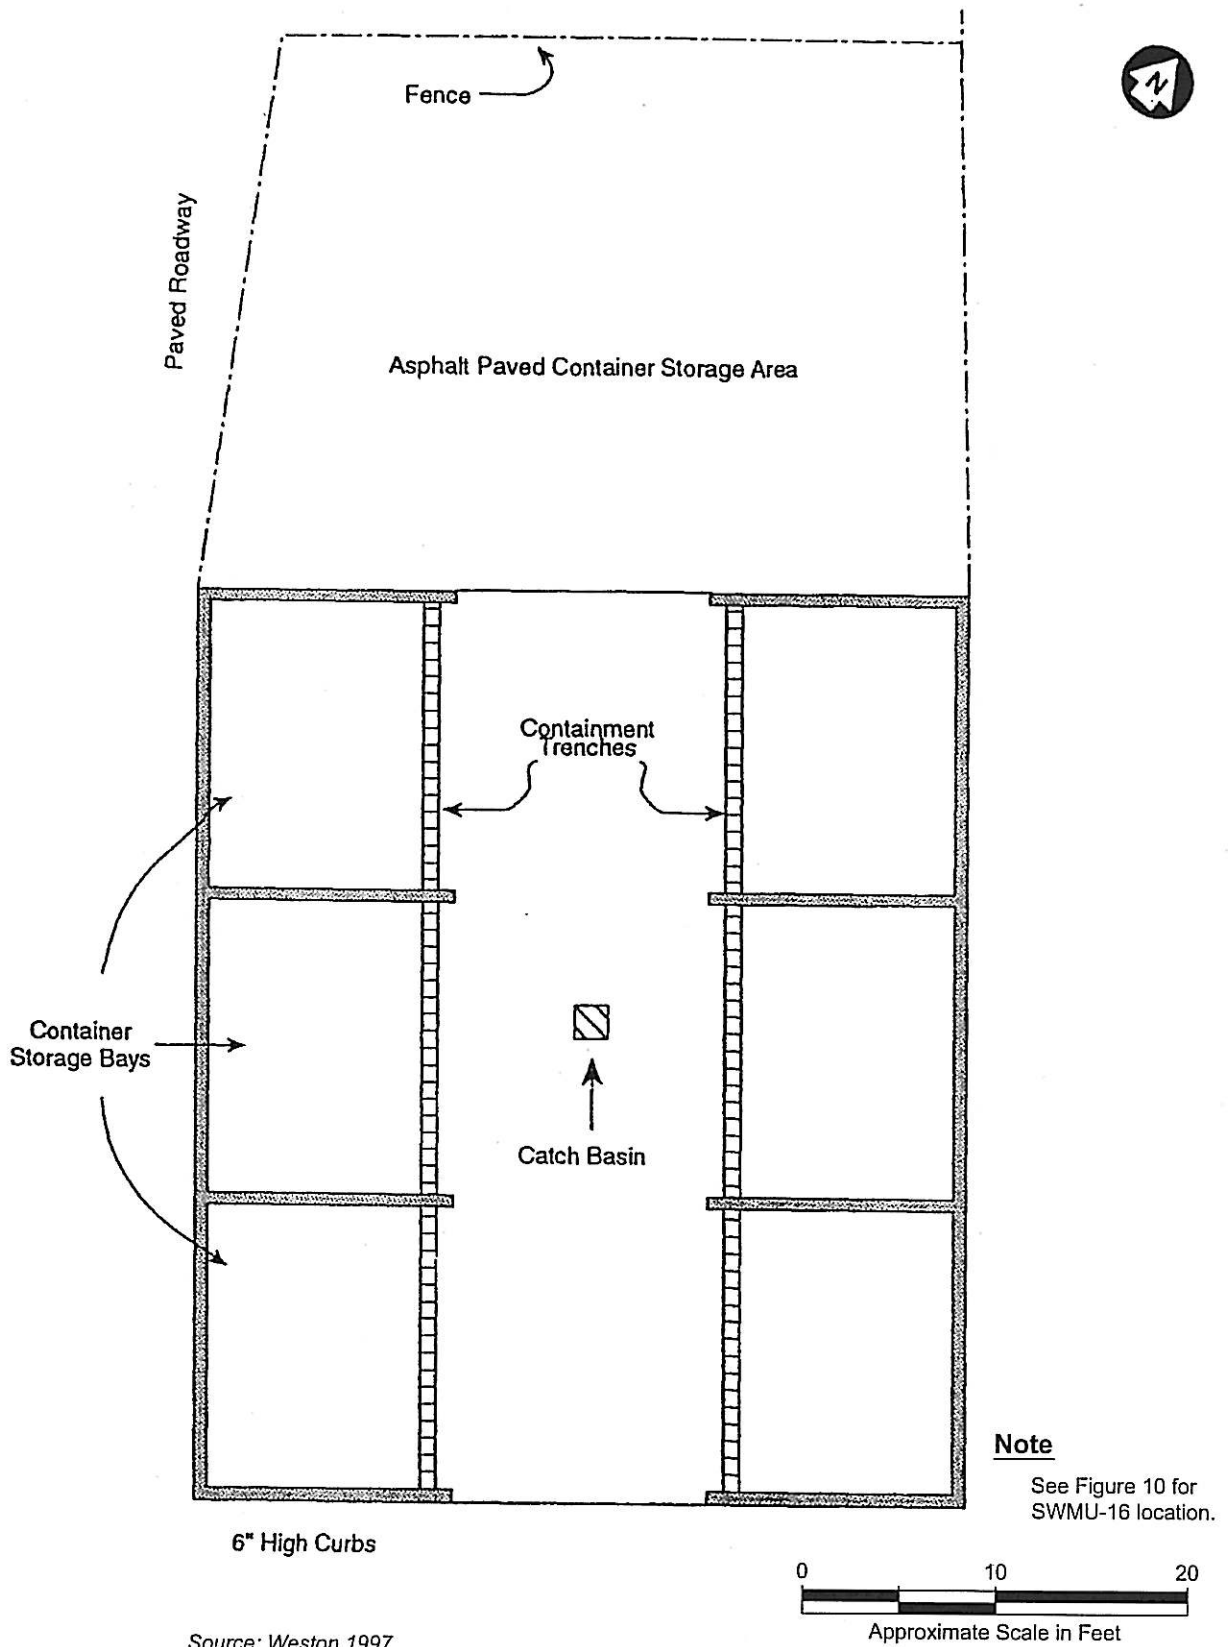 Fence
N
Paved Roadway
Asphalt Paved Container Storage Area
Containment
Trenches
Container
Storage Bays
Catch Basin
Note
See Figure 10 for
SWMU-16 location.
6" High Curbs
0 10 20
Approximate Scale in Feet
Source: Weston 1997